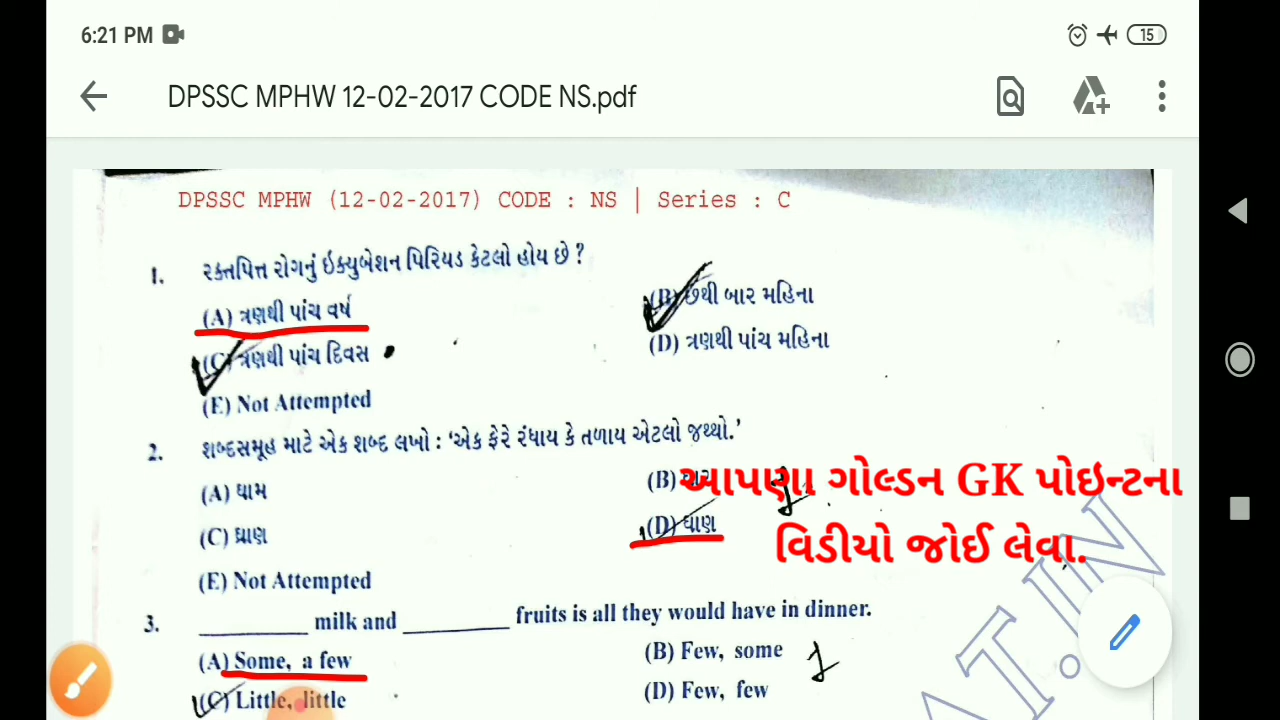 6:21 PM
15
DPSSC MPHW 12-02-2017 CODE NS.pdf
DPSSC MPHW (12-02-2017) CODE : NS | Series : C
1. રક્તપિત્ત રોગનું ઇંક્યુબેશન પિરિયડ કેટલો હોય છે ?
(A) ત્રણથી પાંચ વર્ષ
(B) છથી બાર મહિના
(C) ત્રણથી પાંચ દિવસ
(D) ત્રણથી પાંચ મહિના
(E) Not Attempted
2. શબ્દસમૂહ માટે એક શબ્દ લખો : ‘એક ફેરે રંધાય કે તળાય એટલો જથ્થો.’
(A) ઘામ
(B)
(C) ઘ્રાણ
(D) ઘાણ
(E) Not Attempted
આપણા ગોલ્ડન GK પોઇન્ટના
વિડીયો જોઈ લેવા.
3. ________ milk and ________ fruits is all they would have in dinner.
(A) Some, a few
(B) Few, some
(C) Little, little
(D) Few, few